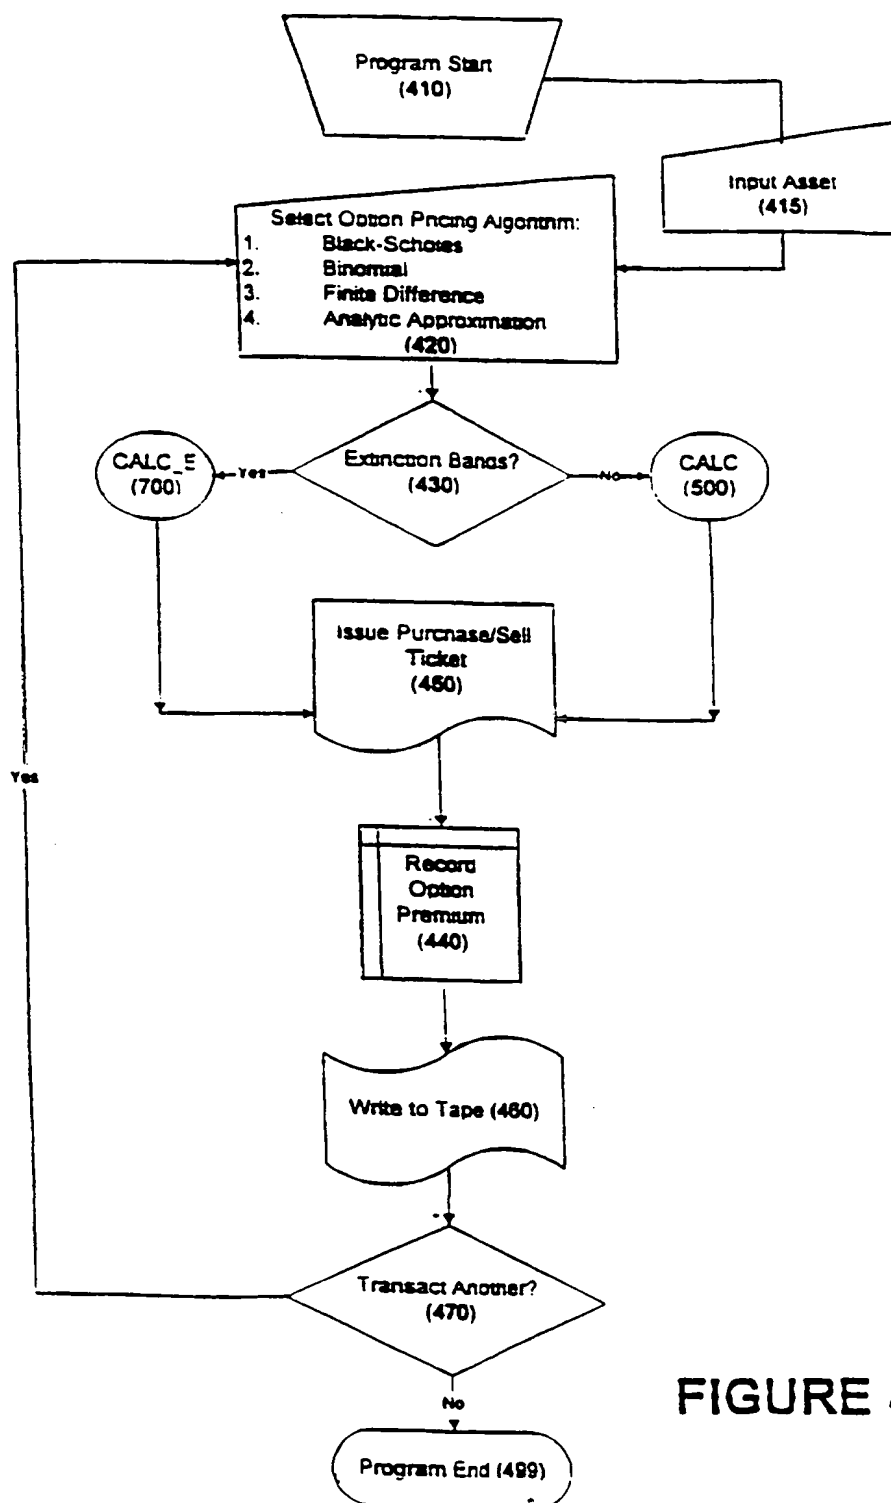 Program Start
(410)
Input Asset
(415)
Select Option Pricing Algorithm:
1. Black-Scholes
2. Binomial
3. Finite Difference
4. Analytic Approximation
(420)
Extinction Bands?
(430)
Yes
No
CALC_E
(700)
CALC
(500)
Issue Purchase/Sell
Ticket
(450)
Yes
Record
Option
Premium
(440)
Write to Tape (460)
Transact Another?
(470)
No
Program End (499)
FIGURE